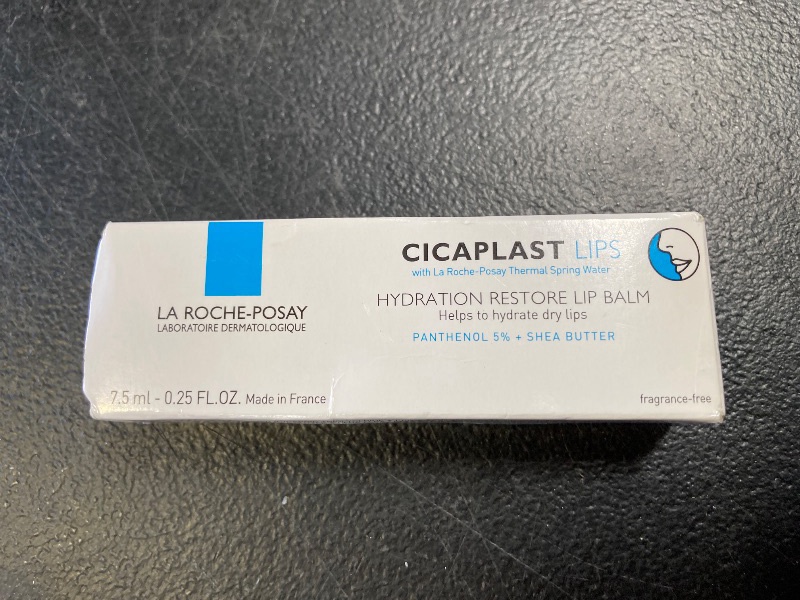 LA ROCHE-POSAY
LABORATOIRE DERMATOLOGIQUE
7.5 ml - 0.25 FL.OZ. Made in France
CICAPLAST LIPS
with La Roche-Posay Thermal Spring Water
HYDRATION RESTORE LIP BALM
Helps to hydrate dry lips
PANTHENOL 5% + SHEA BUTTER
fragrance-free